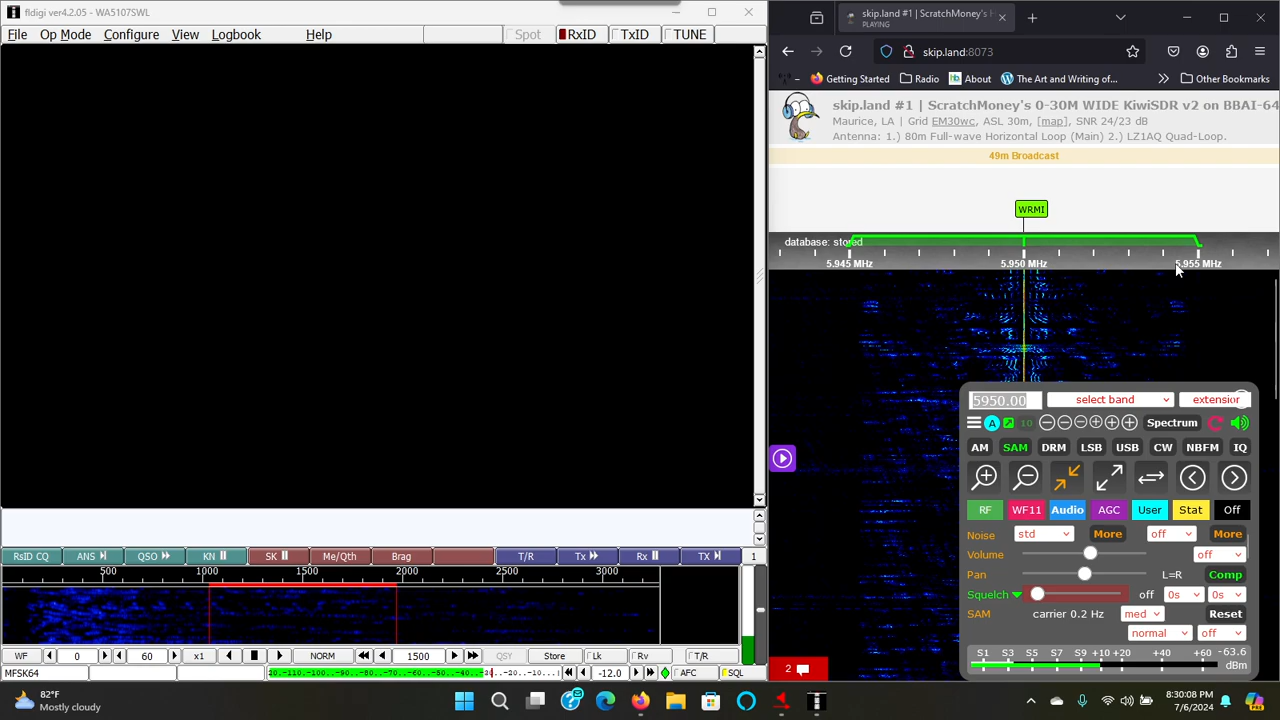 fldigi ver4.2.05 - WA5107SWL
File Op Mode Configure View Logbook Help Spot RxID TxID TUNE
RsID CQ ANS QSO KN SK Me/Qth Brag T/R Tx Rx TX 1
500 1000 1500 2000 2500 3000
WF 0 60 x1 NORM 1500 QSY Store Lk Rv T/R
MFSK64 -12.0 AFC SQL
skip.land #1 | ScratchMoney's H
PLAYING
skip.land:8073
Getting Started Radio About The Art and Writing of... Other Bookmarks
skip.land #1 | ScratchMoney's 0-30M WIDE KiwiSDR v2 on BBAI-64
Maurice, LA | Grid EM30wc, ASL 30m, [map], SNR 24/23 dB
Antenna: 1.) 80m Full-wave Horizontal Loop (Main) 2.) LZ1AQ Quad-Loop.
49m Broadcast
WRMI
database: stored
5.945 MHz 5.950 MHz 5.955 MHz
5950.00 select band extension
A 10 Spectrum
AM SAM DRM LSB USB CW NBFM IQ
RF WF11 Audio AGC User Stat Off
Noise std More off More
Volume off
Pan L=R Comp
Squelch off 0s 0s
SAM carrier 0.2 Hz med Reset
normal off
S1 S3 S5 S7 S9 +10 +20 +40 +60 -63.6
dBm
2
82°F
Mostly cloudy
8:30:08 PM
7/6/2024